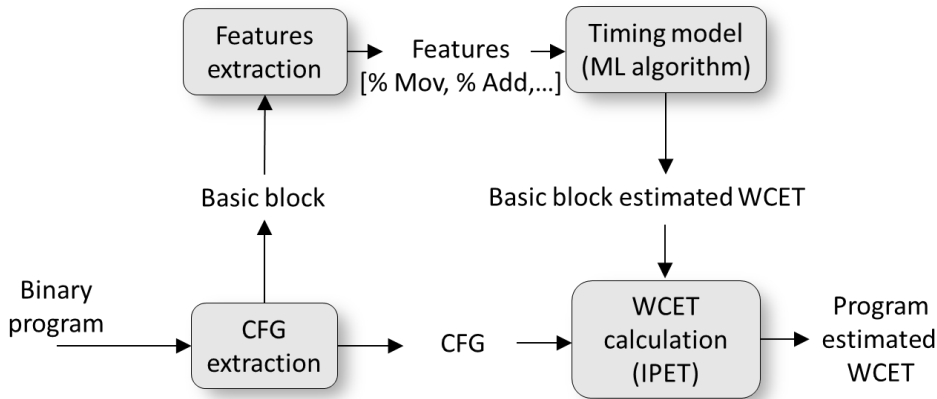 Features
extraction
Features
[% Mov, % Add,...]
Timing model
(ML algorithm)
Basic block
Basic block estimated WCET
Binary
program
CFG
extraction
CFG
WCET
calculation
(IPET)
Program
estimated
WCET